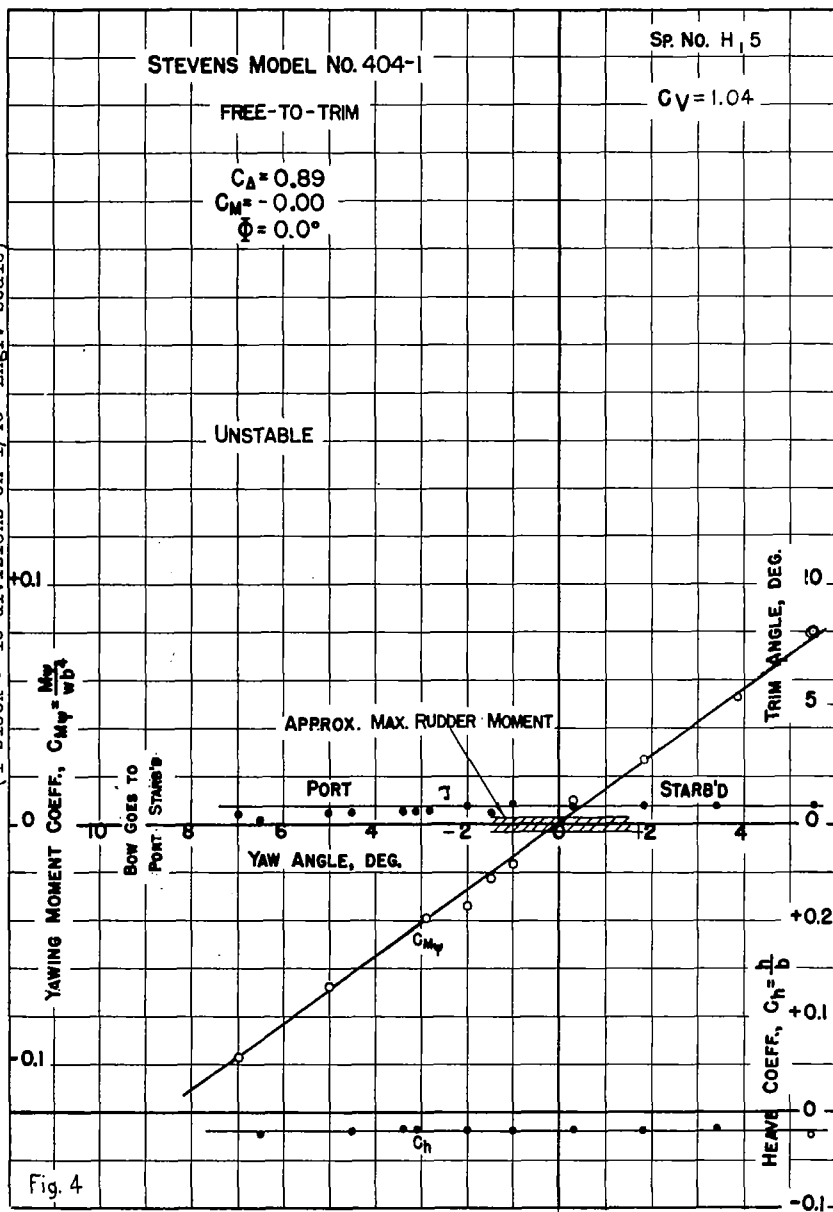 SP. NO. H, 5
STEVENS MODEL NO. 404-1
FREE-TO-TRIM
CV = 1.04
CΔ = 0.89
CM = -0.00
Φ = 0.0°
UNSTABLE
+0.1
10
TRIM ANGLE, DEG.
5
YAWING MOMENT COEFF., CMψ = Mψ/wb⁴
APPROX. MAX. RUDDER MOMENT
BOW GOES TO
PORT STARB'D
PORT
STARB'D
0 10 8 6 4 2 0 2 4 0
YAW ANGLE, DEG.
CMψ
+0.2
HEAVE COEFF., Ch = h/b
+0.1
-0.1
0
Ch
-0.1
Fig. 4